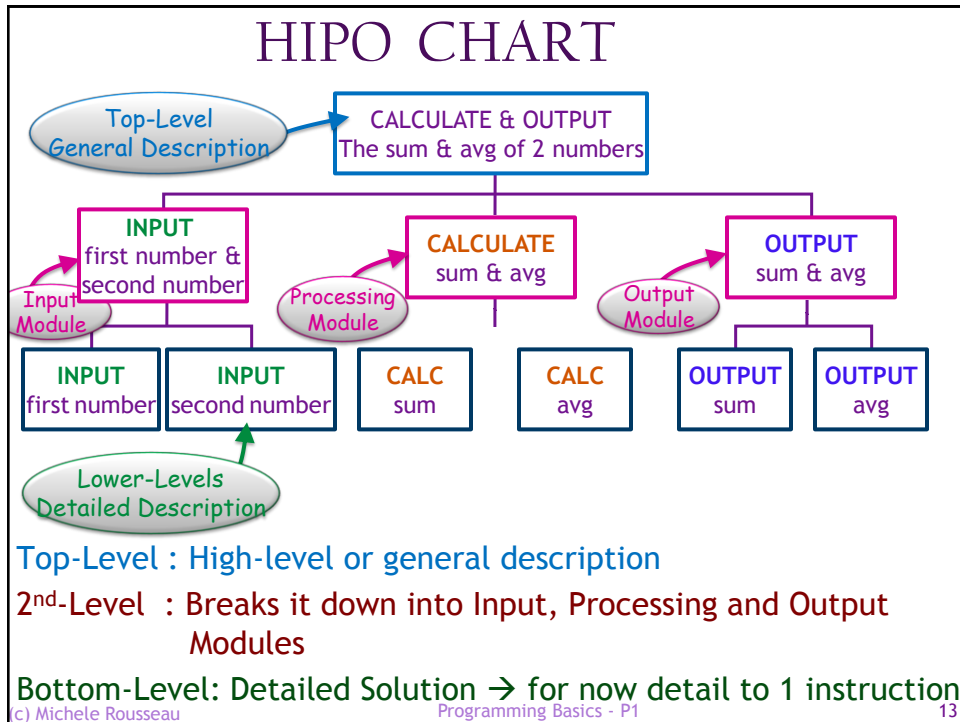 HIPO CHART
Top-Level
General Description
CALCULATE & OUTPUT
The sum & avg of 2 numbers
INPUT
first number &
second number
CALCULATE
sum & avg
OUTPUT
sum & avg
Input
Module
Processing
Module
Output
Module
INPUT
first number
INPUT
second number
CALC
sum
CALC
avg
OUTPUT
sum
OUTPUT
avg
Lower-Levels
Detailed Description
Top-Level : High-level or general description
2nd-Level : Breaks it down into Input, Processing and Output
Modules
Bottom-Level: Detailed Solution → for now detail to 1 instruction
(c) Michele Rousseau
Programming Basics - P1
13